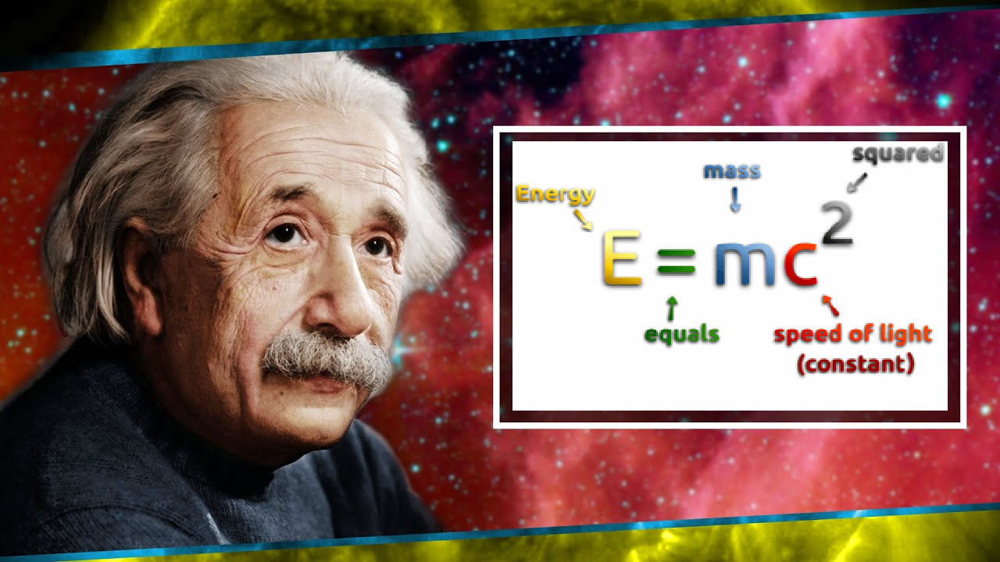 squared
mass
Energy
E = mc²
equals
speed of light
(constant)